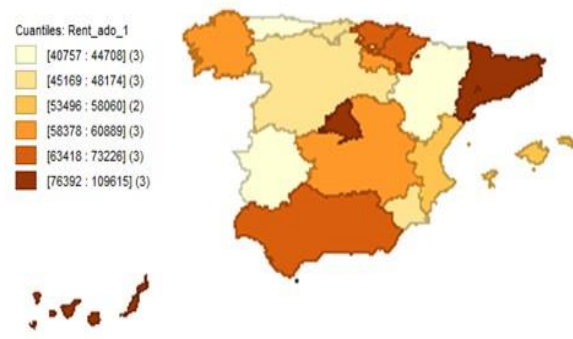 Cuantiles: Rent_ado_1
[40757 : 44708] (3)
[45169 : 48174] (3)
[53496 : 58060] (2)
[58378 : 60889] (3)
[63418 : 73226] (3)
[76392 : 109615] (3)